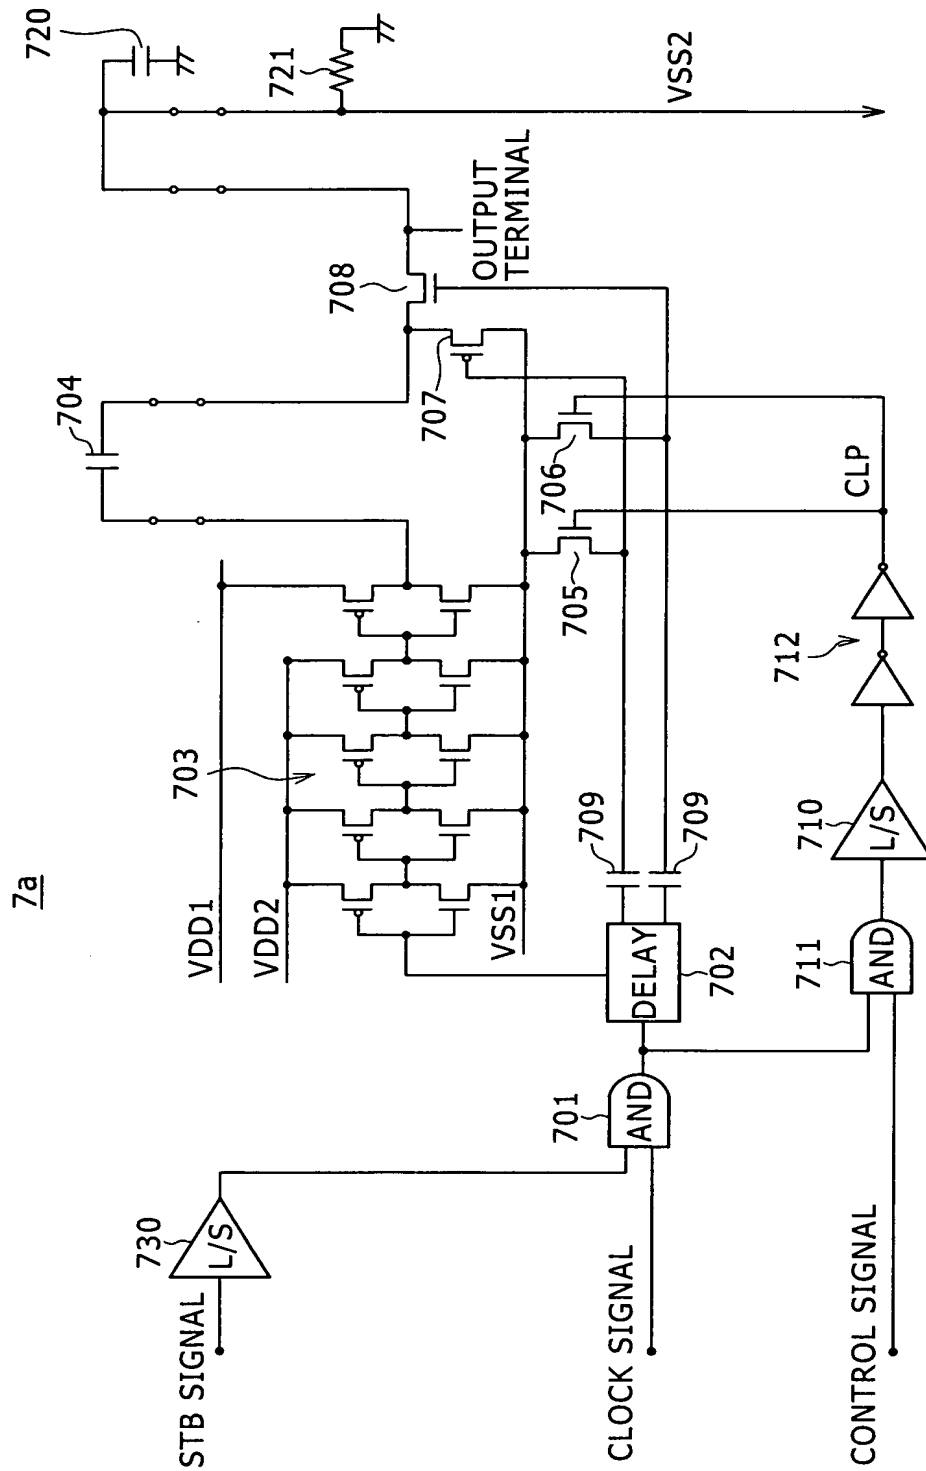 7a
VDD1
VDD2
VSS1
703
704
705
706
707
708
OUTPUT
TERMINAL
720
721
VSS2
STB SIGNAL
730
L/S
CLOCK SIGNAL
701
AND
DELAY
702
709
709
CONTROL SIGNAL
711
AND
710
L/S
712
CLP